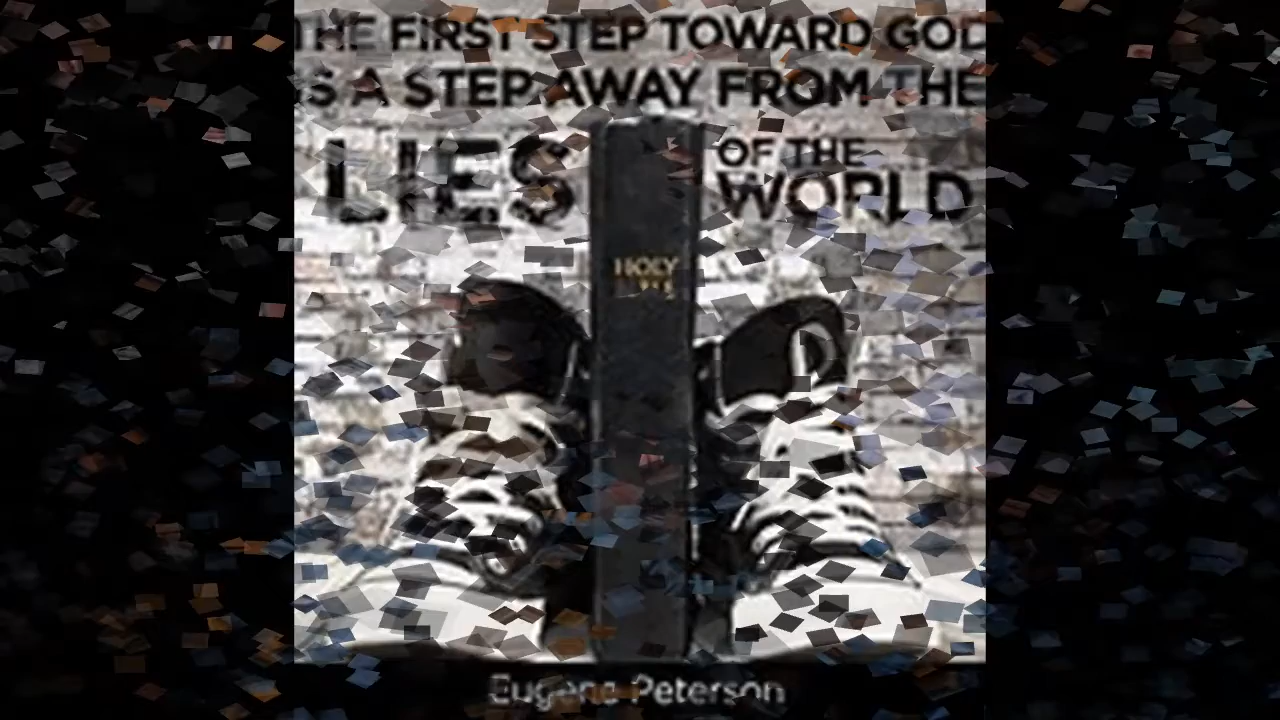 THE FIRST STEP TOWARD GOD
IS A STEP AWAY FROM THE
LIES OF THE
WORLD
HOLY
Eugene Peterson